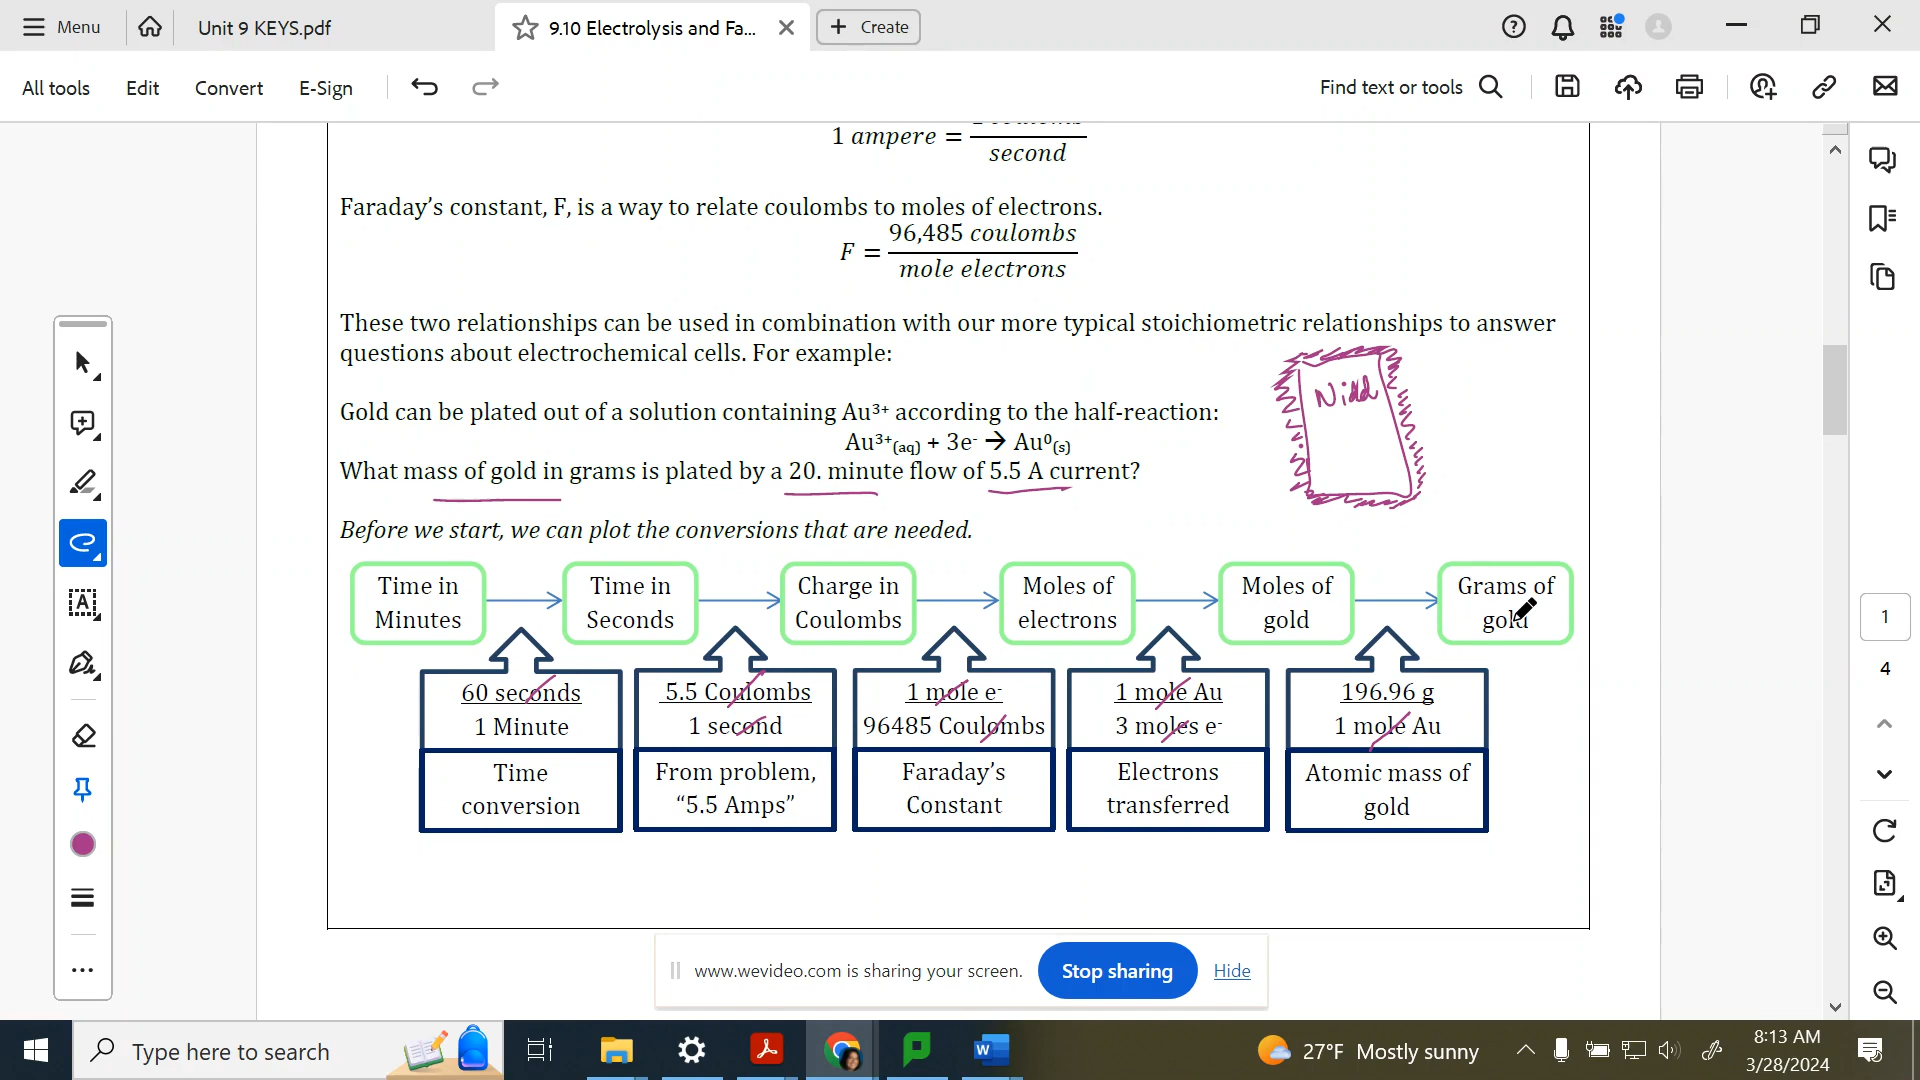 Menu
Unit 9 KEYS.pdf
9.10 Electrolysis and Fa...
Create
All tools
Edit
Convert
E-Sign
Find text or tools
1 ampere =
second
Faraday's constant, F, is a way to relate coulombs to moles of electrons.
F = 96,485 coulombs
mole electrons
These two relationships can be used in combination with our more typical stoichiometric relationships to answer
questions about electrochemical cells. For example:
Gold can be plated out of a solution containing Au³⁺ according to the half-reaction:
Au³⁺(aq) + 3e⁻ → Au⁰(s)
What mass of gold in grams is plated by a 20. minute flow of 5.5 A current?
Before we start, we can plot the conversions that are needed.
Time in
Minutes
Time in
Seconds
Charge in
Coulombs
Moles of
electrons
Moles of
gold
Grams of
gold
60 seconds
1 Minute
Time
conversion
5.5 Coulombs
1 second
From problem,
“5.5 Amps”
1 mole e⁻
96485 Coulombs
Faraday's
Constant
1 mole Au
3 moles e⁻
Electrons
transferred
196.96 g
1 mole Au
Atomic mass of
gold
1
4
www.wevideo.com is sharing your screen.
Stop sharing
Hide
Type here to search
27°F Mostly sunny
8:13 AM
3/28/2024